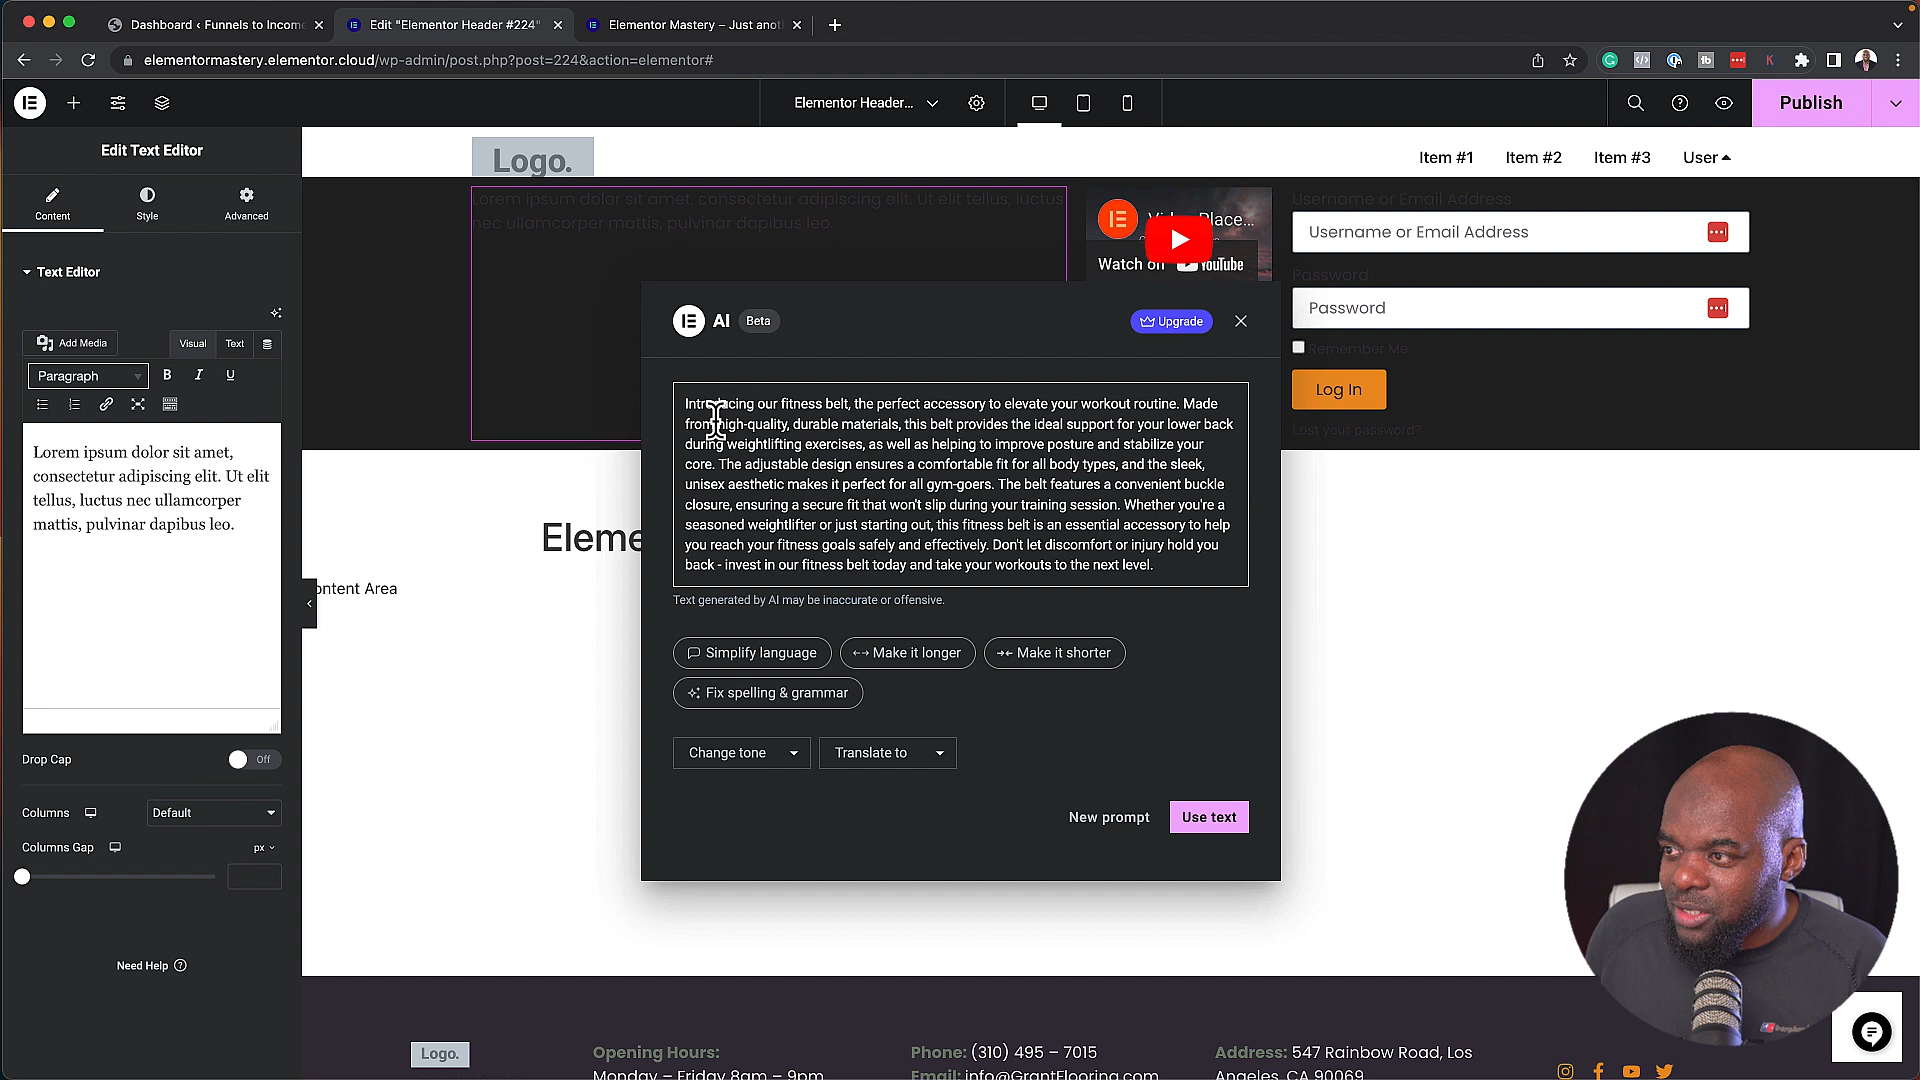 Dashboard ‹ Funnels to Income
Edit "Elementor Header #224"
Elementor Mastery – Just anot
elementormastery.elementor.cloud/wp-admin/post.php?post=224&action=elementor#
Elementor Header...
Publish
Edit Text Editor
Content
Style
Advanced
Text Editor
Add Media
Visual
Text
Paragraph
B
I
U
Lorem ipsum dolor sit amet,
consectetur adipiscing elit. Ut elit
tellus, luctus nec ullamcorper
mattis, pulvinar dapibus leo.
Drop Cap
Off
Columns
Default
Columns Gap
px
Need Help
Logo.
Item #1
Item #2
Item #3
User
Lorem ipsum dolor sit amet, consectetur adipiscing elit. Ut elit tellus, luctus
nec ullamcorper mattis, pulvinar dapibus leo.
Video Place...
Watch on YouTube
Username or Email Address
Username or Email Address
Password
Password
Remember Me
Log In
Lost your password?
Eleme
ontent Area
AI
Beta
Upgrade
Introducing our fitness belt, the perfect accessory to elevate your workout routine. Made
from high-quality, durable materials, this belt provides the ideal support for your lower back
during weightlifting exercises, as well as helping to improve posture and stabilize your
core. The adjustable design ensures a comfortable fit for all body types, and the sleek,
unisex aesthetic makes it perfect for all gym-goers. The belt features a convenient buckle
closure, ensuring a secure fit that won't slip during your training session. Whether you're a
seasoned weightlifter or just starting out, this fitness belt is an essential accessory to help
you reach your fitness goals safely and effectively. Don't let discomfort or injury hold you
back - invest in our fitness belt today and take your workouts to the next level.
Text generated by AI may be inaccurate or offensive.
Simplify language
Make it longer
Make it shorter
Fix spelling & grammar
Change tone
Translate to
New prompt
Use text
Logo.
Opening Hours:
Monday – Friday 8am – 9pm
Phone: (310) 495 – 7015
Email: info@GrantFlooring.com
Address: 547 Rainbow Road, Los
Angeles, CA 90069